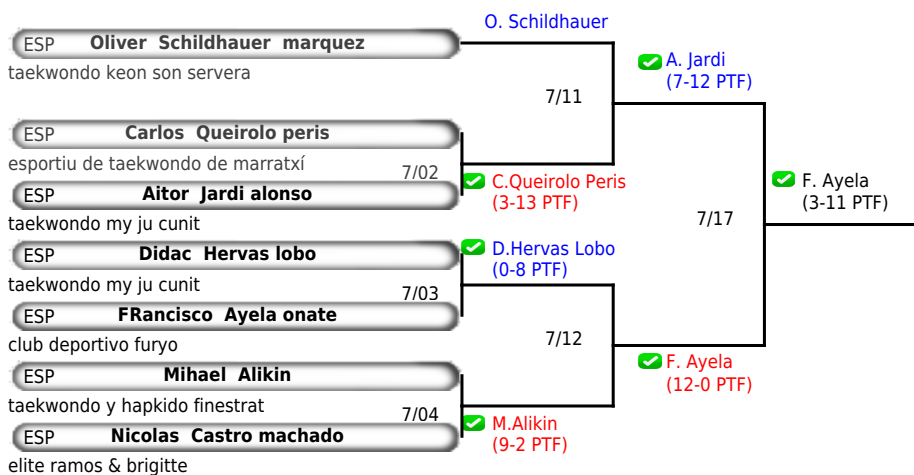 O. Schildhauer
ESP Oliver Schildhauer marquez
taekwondo keon son servera
A. Jardi
(7-12 PTF)
7/11
ESP Carlos Queirolo peris
esportiu de taekwondo de marratxí
7/02
C.Queirolo Peris
(3-13 PTF)
F. Ayela
(3-11 PTF)
ESP Aitor Jardi alonso
taekwondo my ju cunit
7/17
ESP Didac Hervas lobo
D.Hervas Lobo
(0-8 PTF)
taekwondo my ju cunit
7/03
ESP FRancisco Ayela onate
club deportivo furyo
7/12
ESP Mihael Alikin
F. Ayela
(12-0 PTF)
taekwondo y hapkido finestrat
7/04
M.Alikin
(9-2 PTF)
ESP Nicolas Castro machado
elite ramos & brigitte